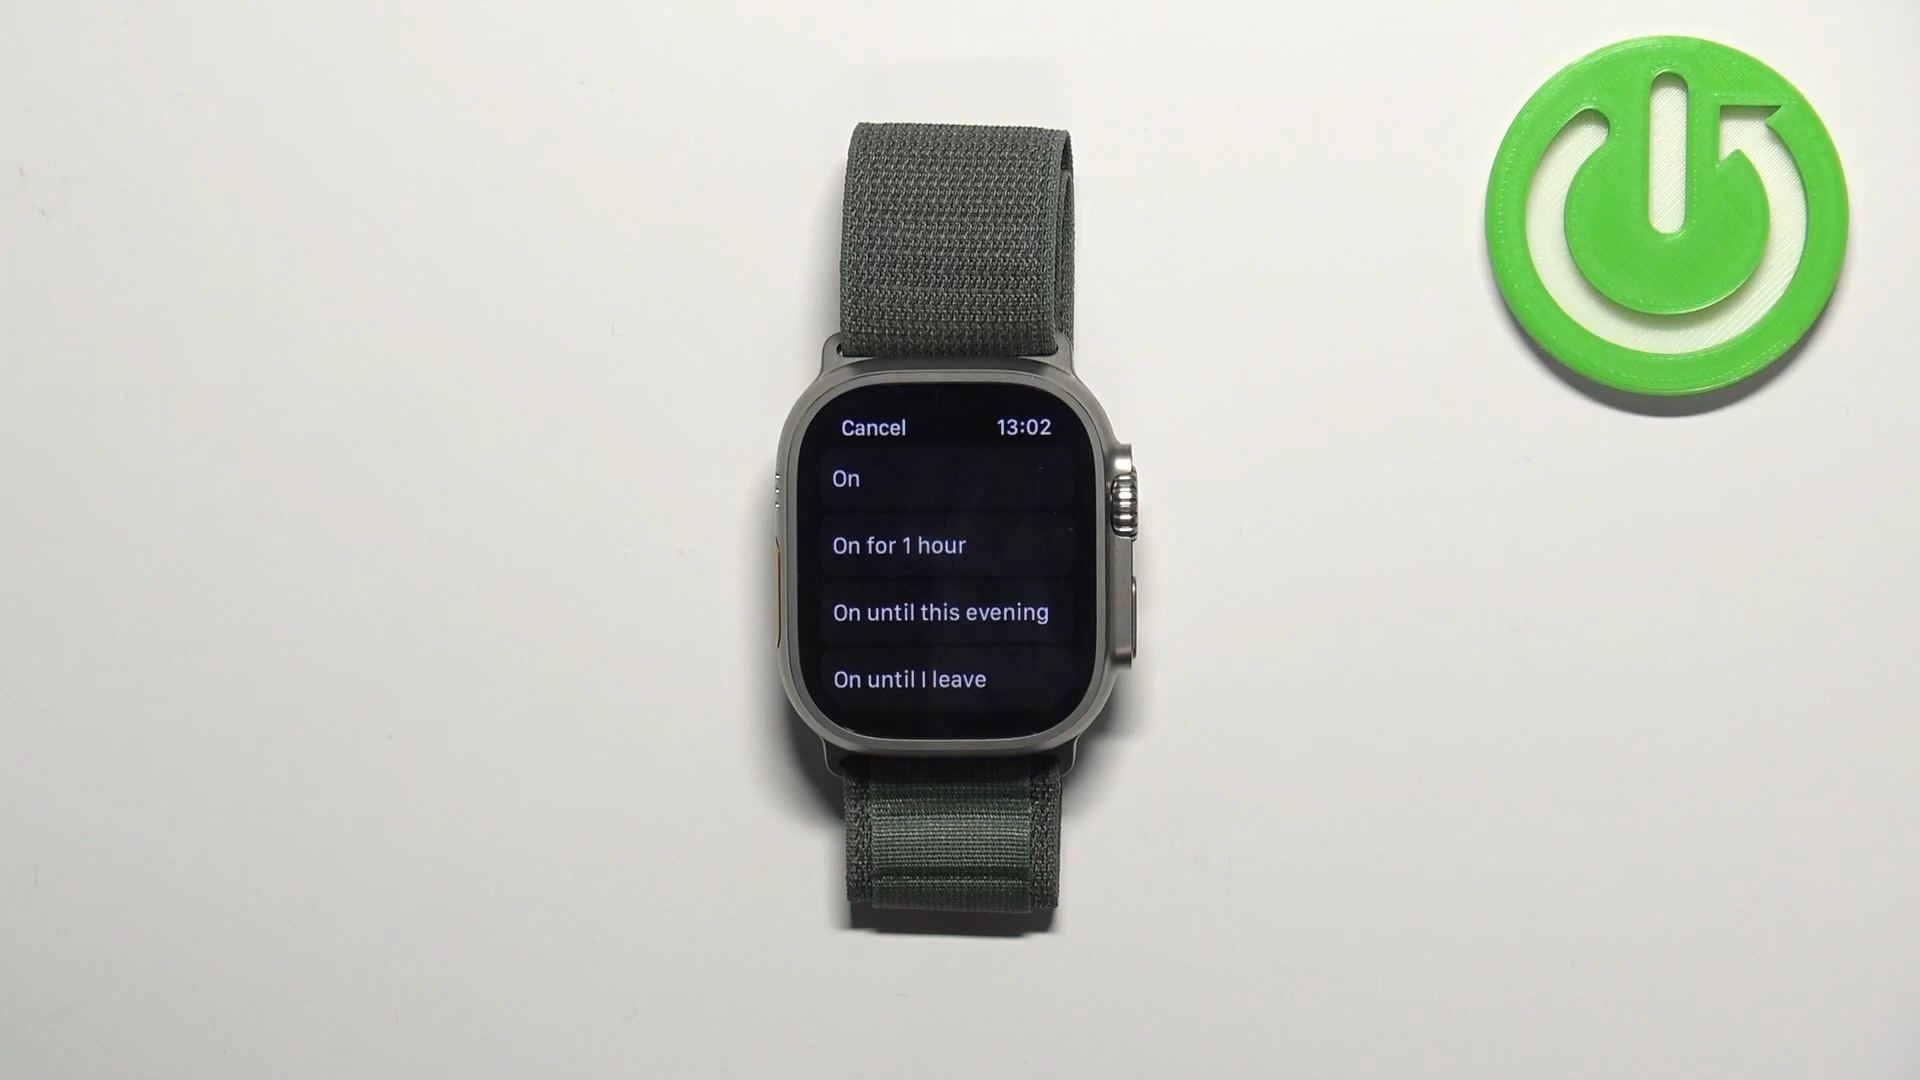 Cancel 13:02
On
On for 1 hour
On until this evening
On until I leave